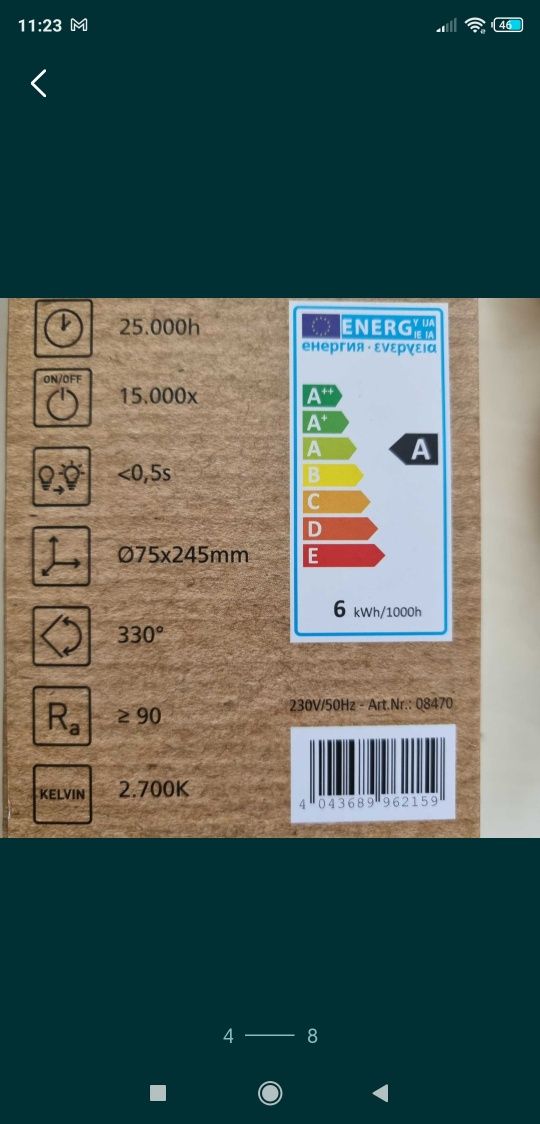 11:23
46
25.000h
ON/OFF
15.000x
<0,5s
Ø75x245mm
330°
Ra
≥ 90
KELVIN
2.700K
ENERG Y IJA
IE IA
енергия · ενεργεια
A++
A+
A
B
C
D
E
A
6 kWh/1000h
230V/50Hz - Art.Nr.: 08470
4 043689 962159
4
8